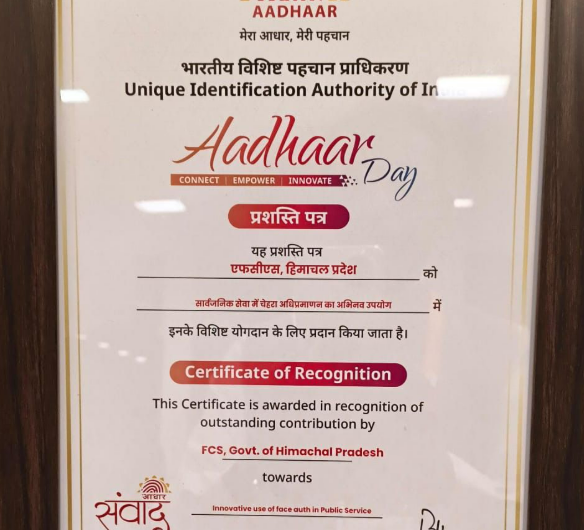 AADHAAR
मेरा आधार, मेरी पहचान
भारतीय विशिष्ट पहचान प्राधिकरण
Unique Identification Authority of
Aadhaar
Day
CONNECT | EMPOWER | INNOVATE
प्रशस्ति पत्र
यह प्रशस्ति पत्र
एफसीएस, हिमाचल प्रदेश को
सार्वजनिक सेवा में चेहरा अधिप्रमाणन का अभिनव उपयोग में
इनके विशिष्ट योगदान के लिए प्रदान किया जाता है।
Certificate of Recognition
This Certificate is awarded in recognition of
outstanding contribution by
FCS, Govt. of Himachal Pradesh
towards
आधार
संवाद
Innovative use of face auth in Public Service